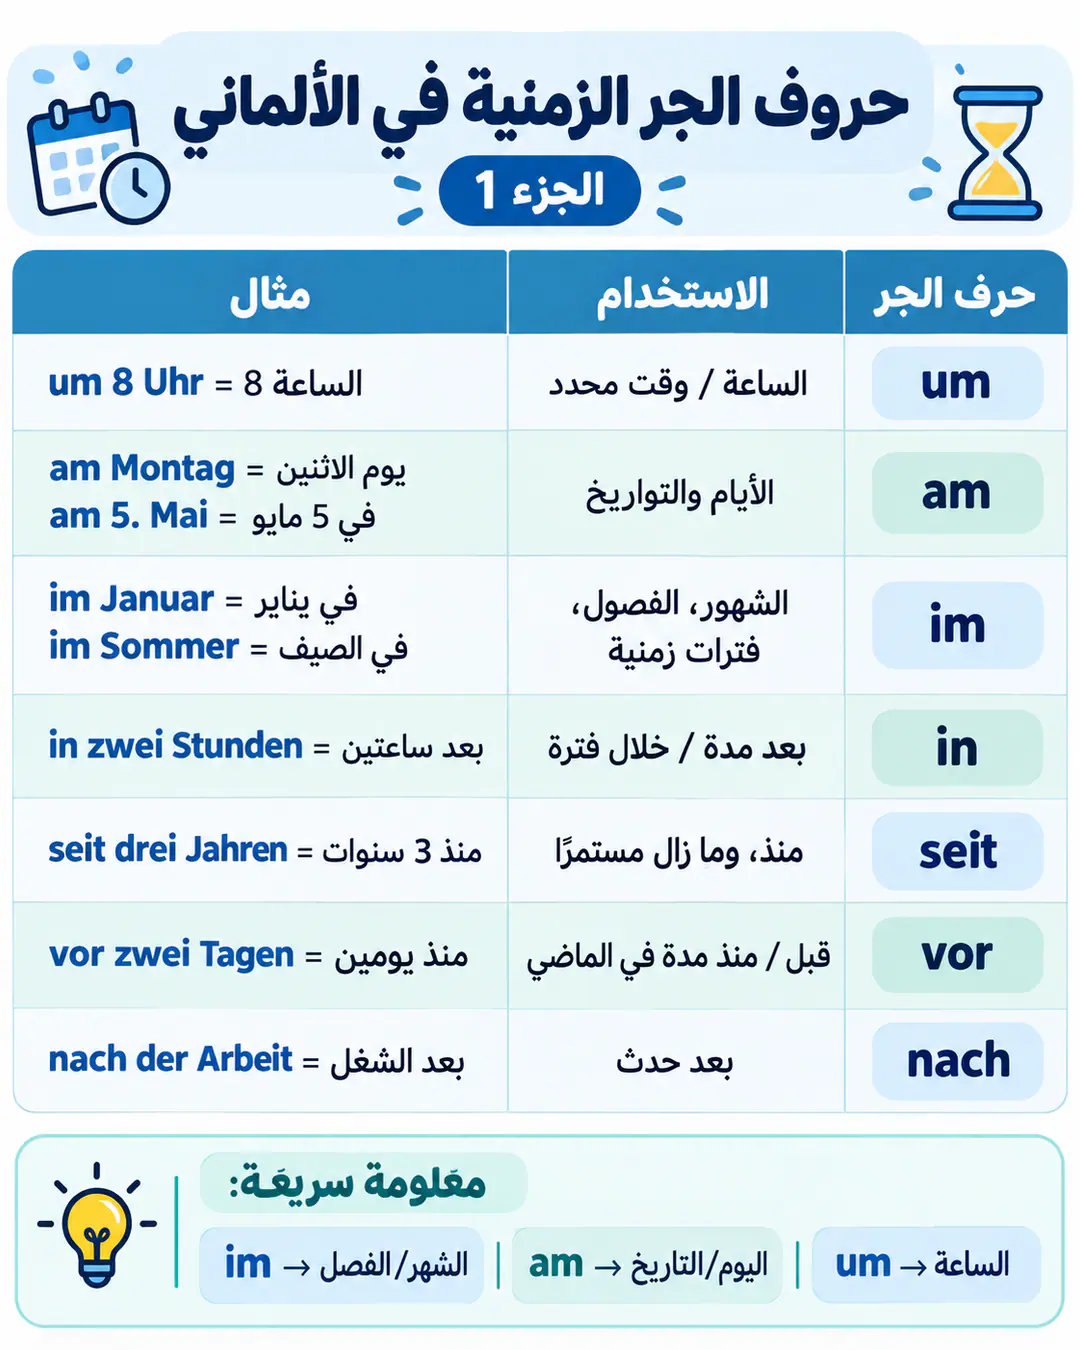 حروف الجر الزمنية في الألماني
الجزء 1
حرف الجر
الاستخدام
مثال
um
الساعة / وقت محدد
um 8 Uhr = الساعة 8
am
الأيام والتواريخ
am Montag = يوم الاثنين
am 5. Mai = في 5 مايو
im
الشهور، الفصول،
فترات زمنية
im Januar = في يناير
im Sommer = في الصيف
in
بعد مدة / خلال فترة
in zwei Stunden = بعد ساعتين
seit
منذ، وما زال مستمرًا
seit drei Jahren = منذ 3 سنوات
vor
قبل / منذ مدة في الماضي
vor zwei Tagen = منذ يومين
nach
بعد حدث
nach der Arbeit = بعد الشغل
معَلومة سريعَـة:
الساعة → um
اليوم/التاريخ → am
الشهر/الفصل → im